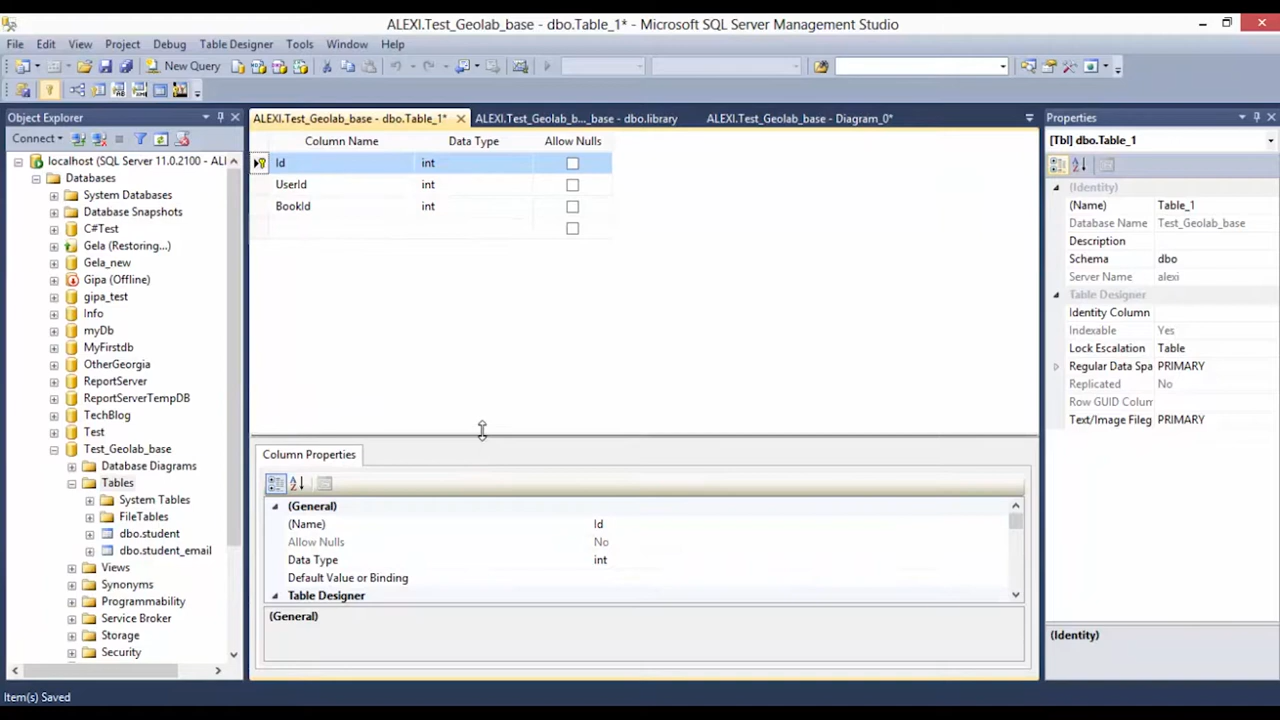 ALEXI.Test_Geolab_base - dbo.Table_1* - Microsoft SQL Server Management Studio
File Edit View Project Debug Table Designer Tools Window Help
New Query
Object Explorer
Connect
localhost (SQL Server 11.0.2100 - ALI
Databases
System Databases
Database Snapshots
C#Test
Gela (Restoring...)
Gela_new
Gipa (Offline)
gipa_test
Info
myDb
MyFirstdb
OtherGeorgia
ReportServer
ReportServerTempDB
TechBlog
Test
Test_Geolab_base
Database Diagrams
Tables
System Tables
FileTables
dbo.student
dbo.student_email
Views
Synonyms
Programmability
Service Broker
Storage
Security
Item(s) Saved
ALEXI.Test_Geolab_base - dbo.Table_1* ALEXI.Test_Geolab_b..._base - dbo.library ALEXI.Test_Geolab_base - Diagram_0*
Column Name Data Type Allow Nulls
Id int
UserId int
BookId int
Column Properties
(General)
(Name) Id
Allow Nulls No
Data Type int
Default Value or Binding
Table Designer
(General)
Properties
[Tbl] dbo.Table_1
(Identity)
(Name) Table_1
Database Name Test_Geolab_base
Description
Schema dbo
Server Name alexi
Table Designer
Identity Column
Indexable Yes
Lock Escalation Table
Regular Data Spa PRIMARY
Replicated No
Row GUID Colum
Text/Image Fileg PRIMARY
(Identity)